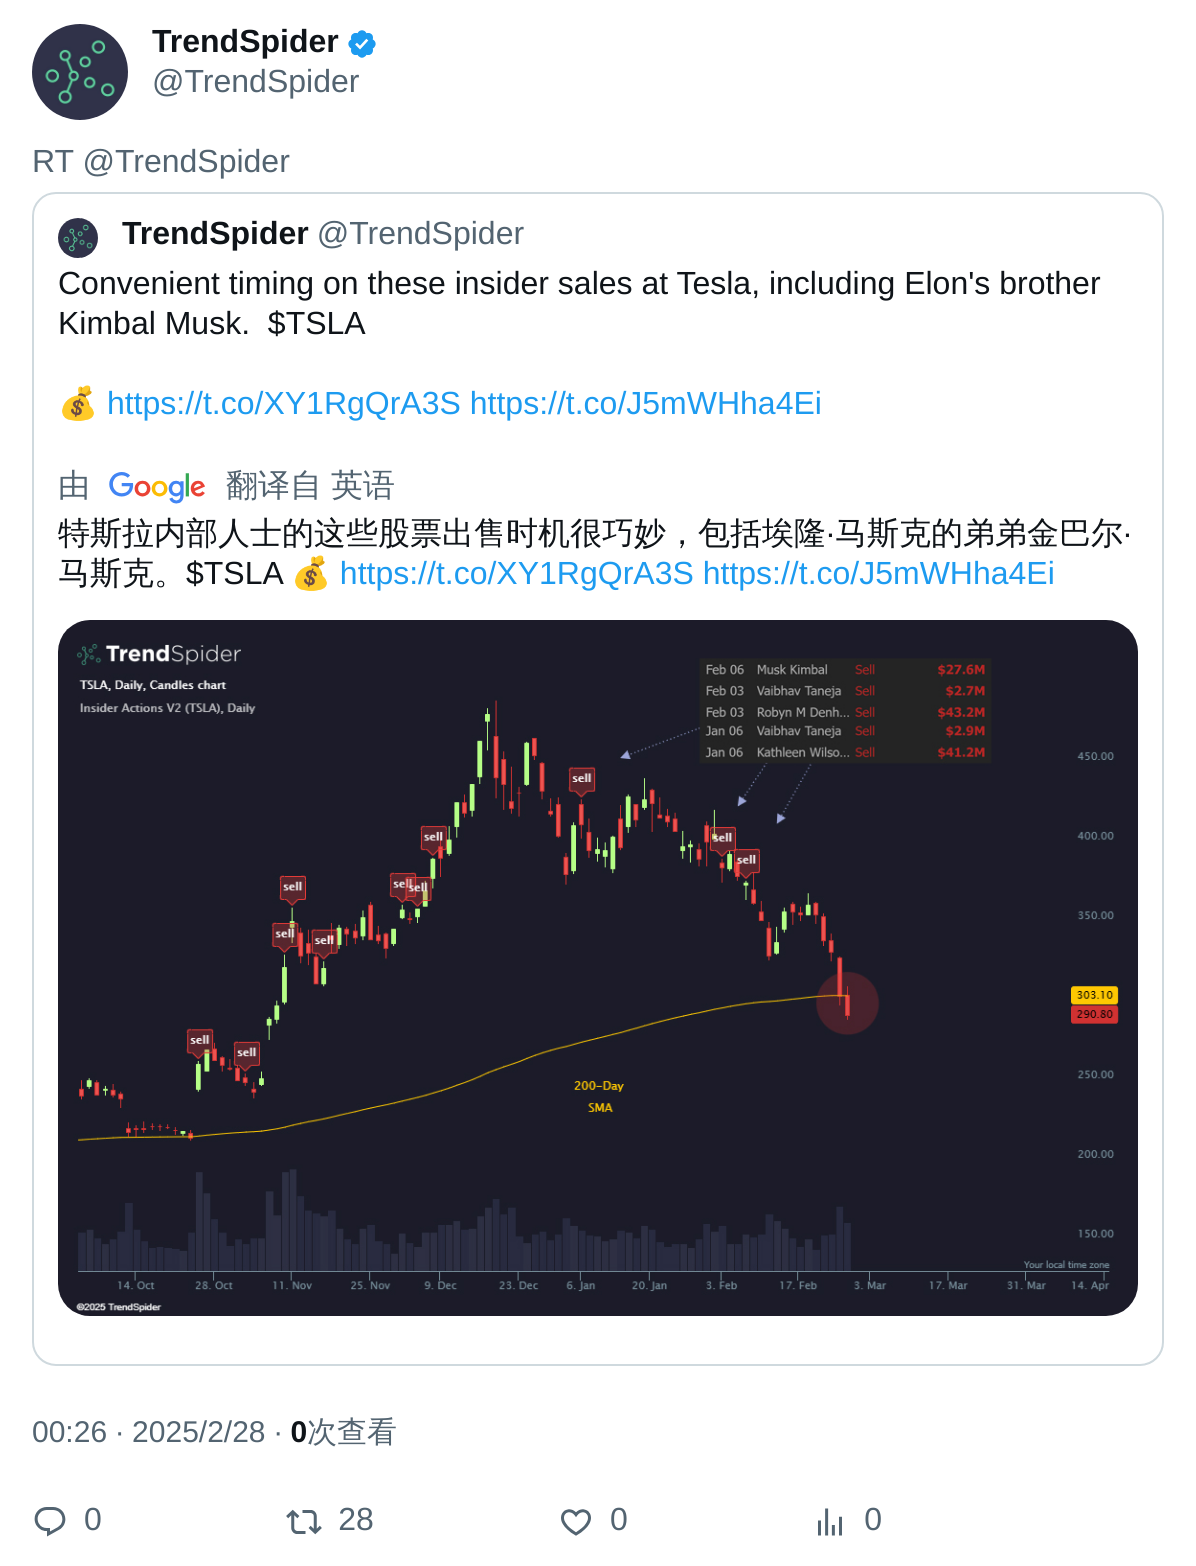 TrendSpider
@TrendSpider
RT @TrendSpider
TrendSpider @TrendSpider
Convenient timing on these insider sales at Tesla, including Elon's brother
Kimbal Musk.  $TSLA
💰 https://t.co/XY1RgQrA3S https://t.co/J5mWHha4Ei
由 Google 翻译自 英语
特斯拉内部人士的这些股票出售时机很巧妙，包括埃隆·马斯克的弟弟金巴尔·
马斯克。$TSLA 💰 https://t.co/XY1RgQrA3S https://t.co/J5mWHha4Ei
TrendSpider
TSLA, Daily, Candles chart
Insider Actions V2 (TSLA), Daily
Feb 06 Musk Kimbal Sell $27.6M
Feb 03 Vaibhav Taneja Sell $2.7M
Feb 03 Robyn M Denh... Sell $43.2M
Jan 06 Vaibhav Taneja Sell $2.9M
Jan 06 Kathleen Wilso... Sell $41.2M
450.00
sell
400.00
sell
sell
sell
sell
sell
sell
350.00
sell
sell
303.10
290.80
sell
sell
250.00
200-Day
SMA
200.00
150.00
Your local time zone
14. Oct 28. Oct 11. Nov 25. Nov 9. Dec 23. Dec 6. Jan 20. Jan 3. Feb 17. Feb 3. Mar 17. Mar 31. Mar 14. Apr
©2025 TrendSpider
00:26 · 2025/2/28 · 0次查看
0 28 0 0